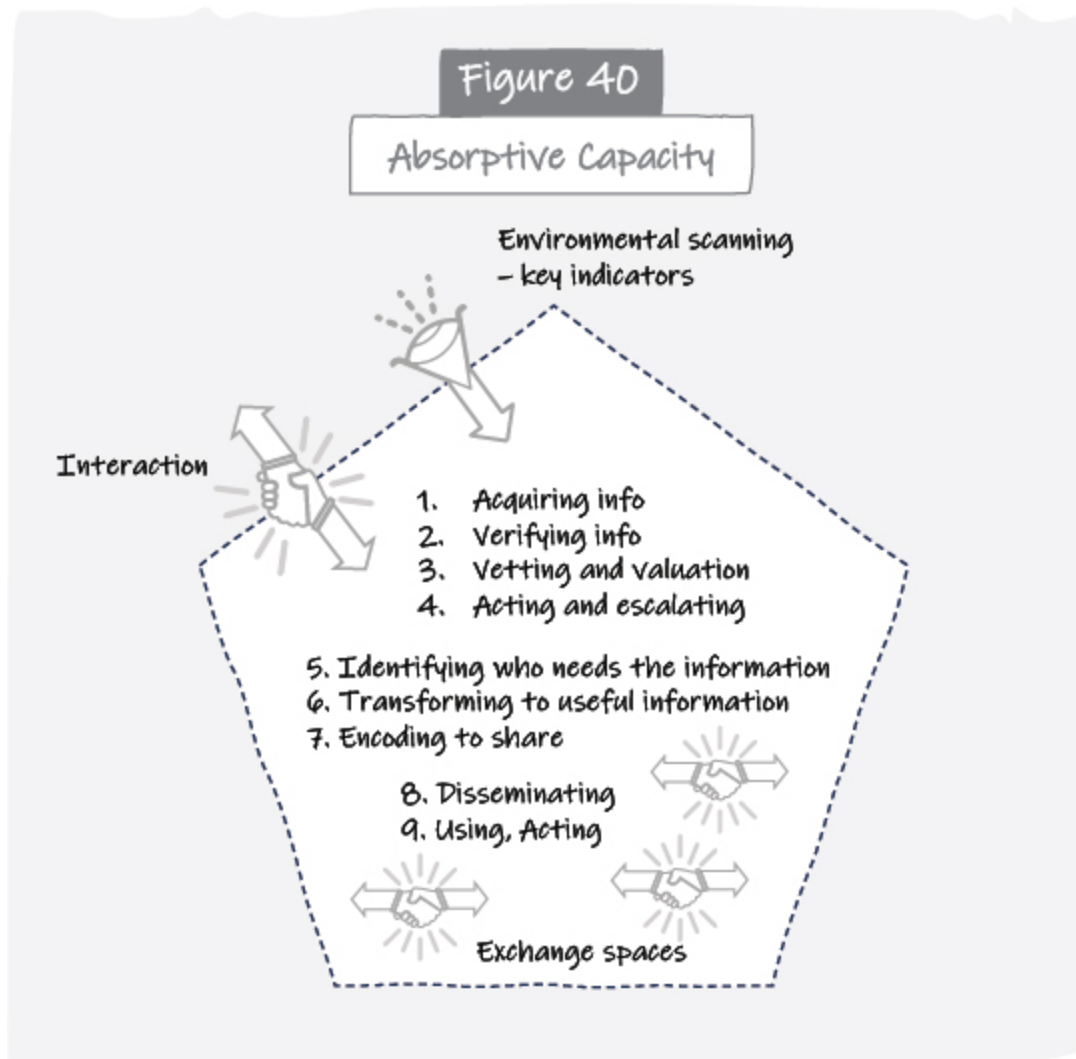 Figure 40
Absorptive Capacity
Environmental scanning
– key indicators
Interaction
1. Acquiring info
2. Verifying info
3. Vetting and valuation
4. Acting and escalating
5. Identifying who needs the information
6. Transforming to useful information
7. Encoding to share
8. Disseminating
9. Using, Acting
Exchange spaces